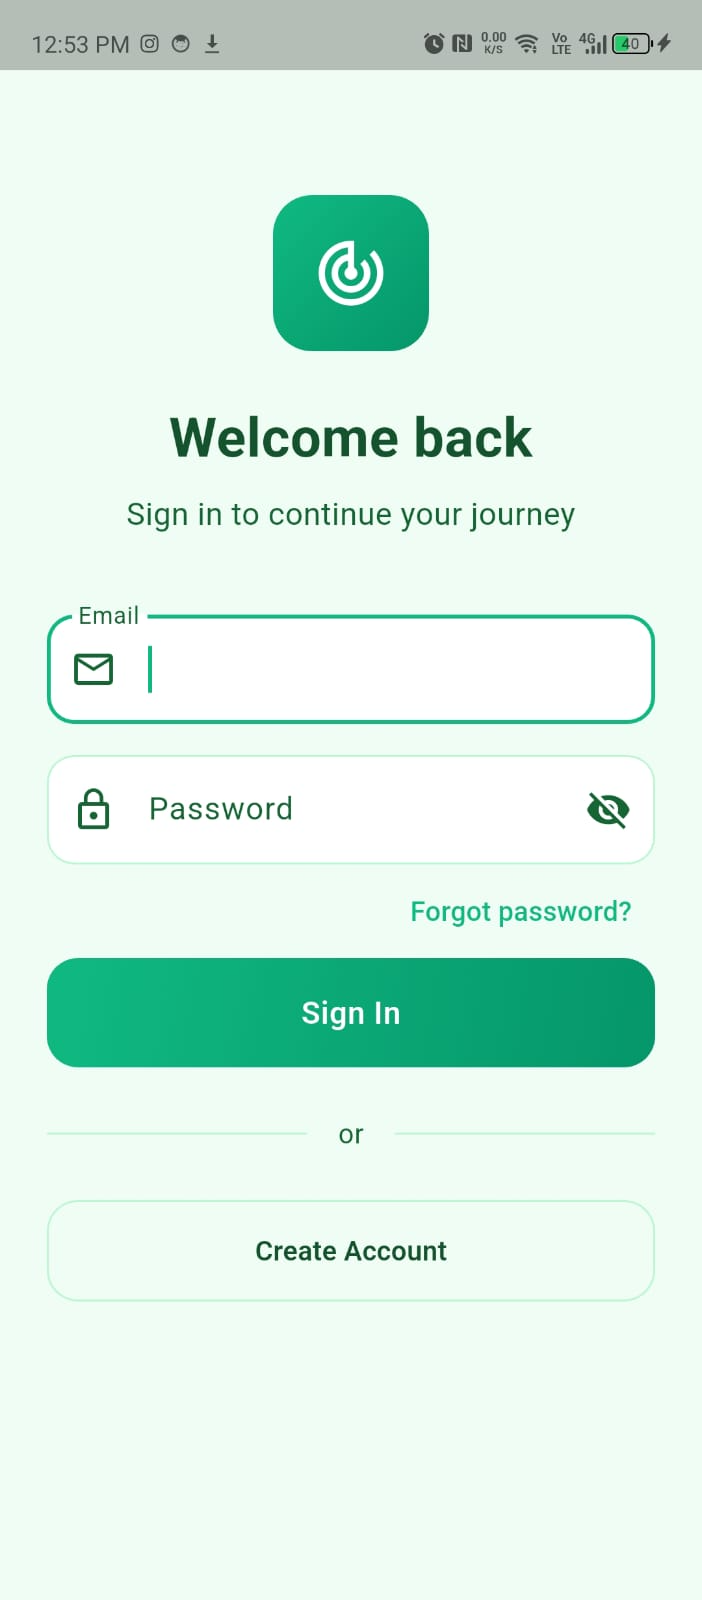 12:53 PM
0.00 K/S
Vo LTE
4G
40
Welcome back
Sign in to continue your journey
Email
Password
Forgot password?
Sign In
or
Create Account